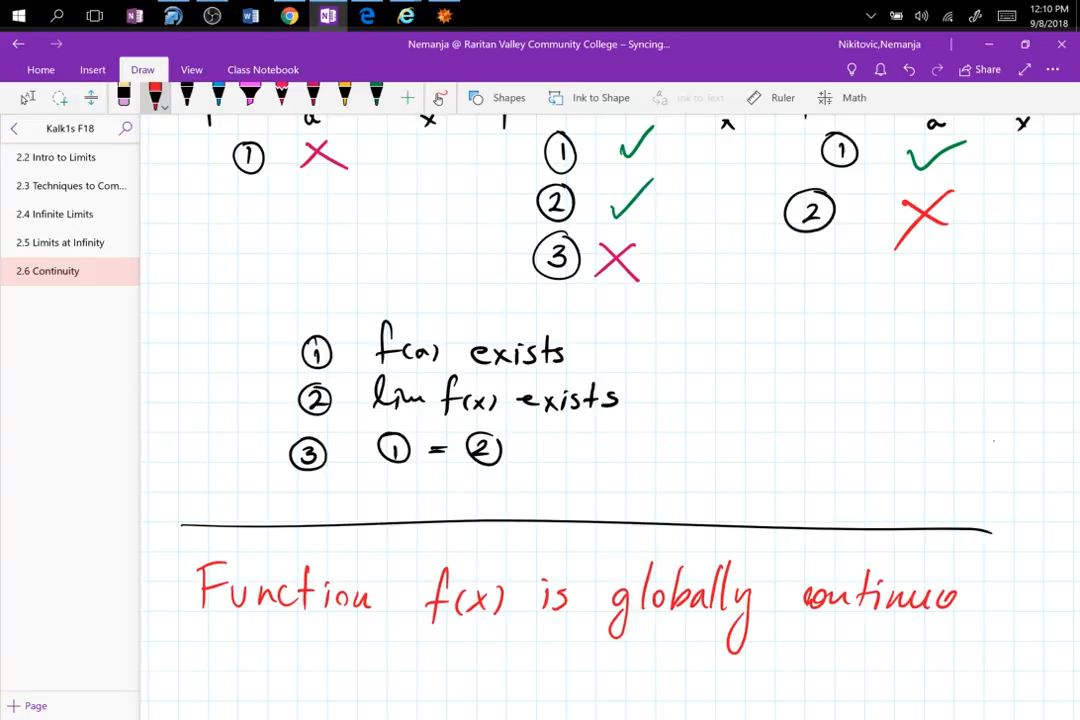 12:10 PM
9/8/2018
Nemanja @ Raritan Valley Community College – Syncing...
Nikitovic,Nemanja
Home Insert Draw View Class Notebook Share
Shapes Ink to Shape Ink to Text Ruler Math
Kalk1s F18
2.2 Intro to Limits
2.3 Techniques to Com...
2.4 Infinite Limits
2.5 Limits at Infinity
2.6 Continuity
a x x a x
① ✗ ① ✓ ① ✓
② ✓ ② ✗
③ ✗
① f(a) exists
② lim f(x) exists
③ ① = ②
Function f(x) is globally continuo
+ Page